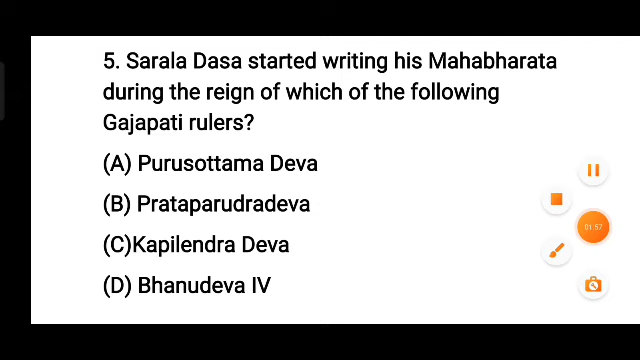 5. Sarala Dasa started writing his Mahabharata
during the reign of which of the following
Gajapati rulers?
(A) Purusottama Deva
(B) Prataparudradeva
(C)Kapilendra Deva
(D) Bhanudeva IV
01:57